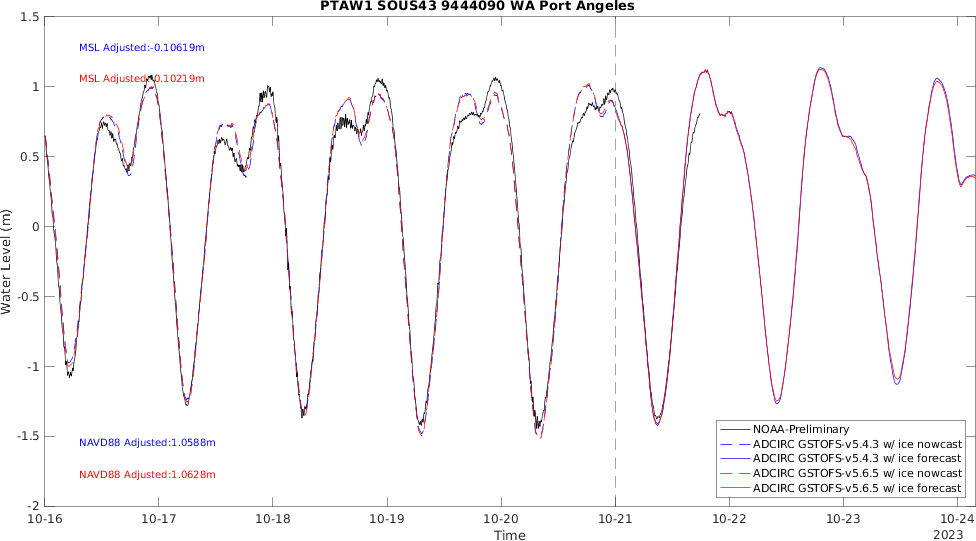 PTAW1 SOUS43 9444090 WA Port Angeles
1.5
1
0.5
0
-0.5
-1
-1.5
-2
Water Level (m)
MSL Adjusted:-0.10619m
MSL Adjusted:-0.10219m
NAVD88 Adjusted:1.0588m
NAVD88 Adjusted:1.0628m
NOAA-Preliminary
ADCIRC GSTOFS-v5.4.3 w/ ice nowcast
ADCIRC GSTOFS-v5.4.3 w/ ice forecast
ADCIRC GSTOFS-v5.6.5 w/ ice nowcast
ADCIRC GSTOFS-v5.6.5 w/ ice forecast
10-16 10-17 10-18 10-19 10-20 10-21 10-22 10-23 10-24
Time
2023